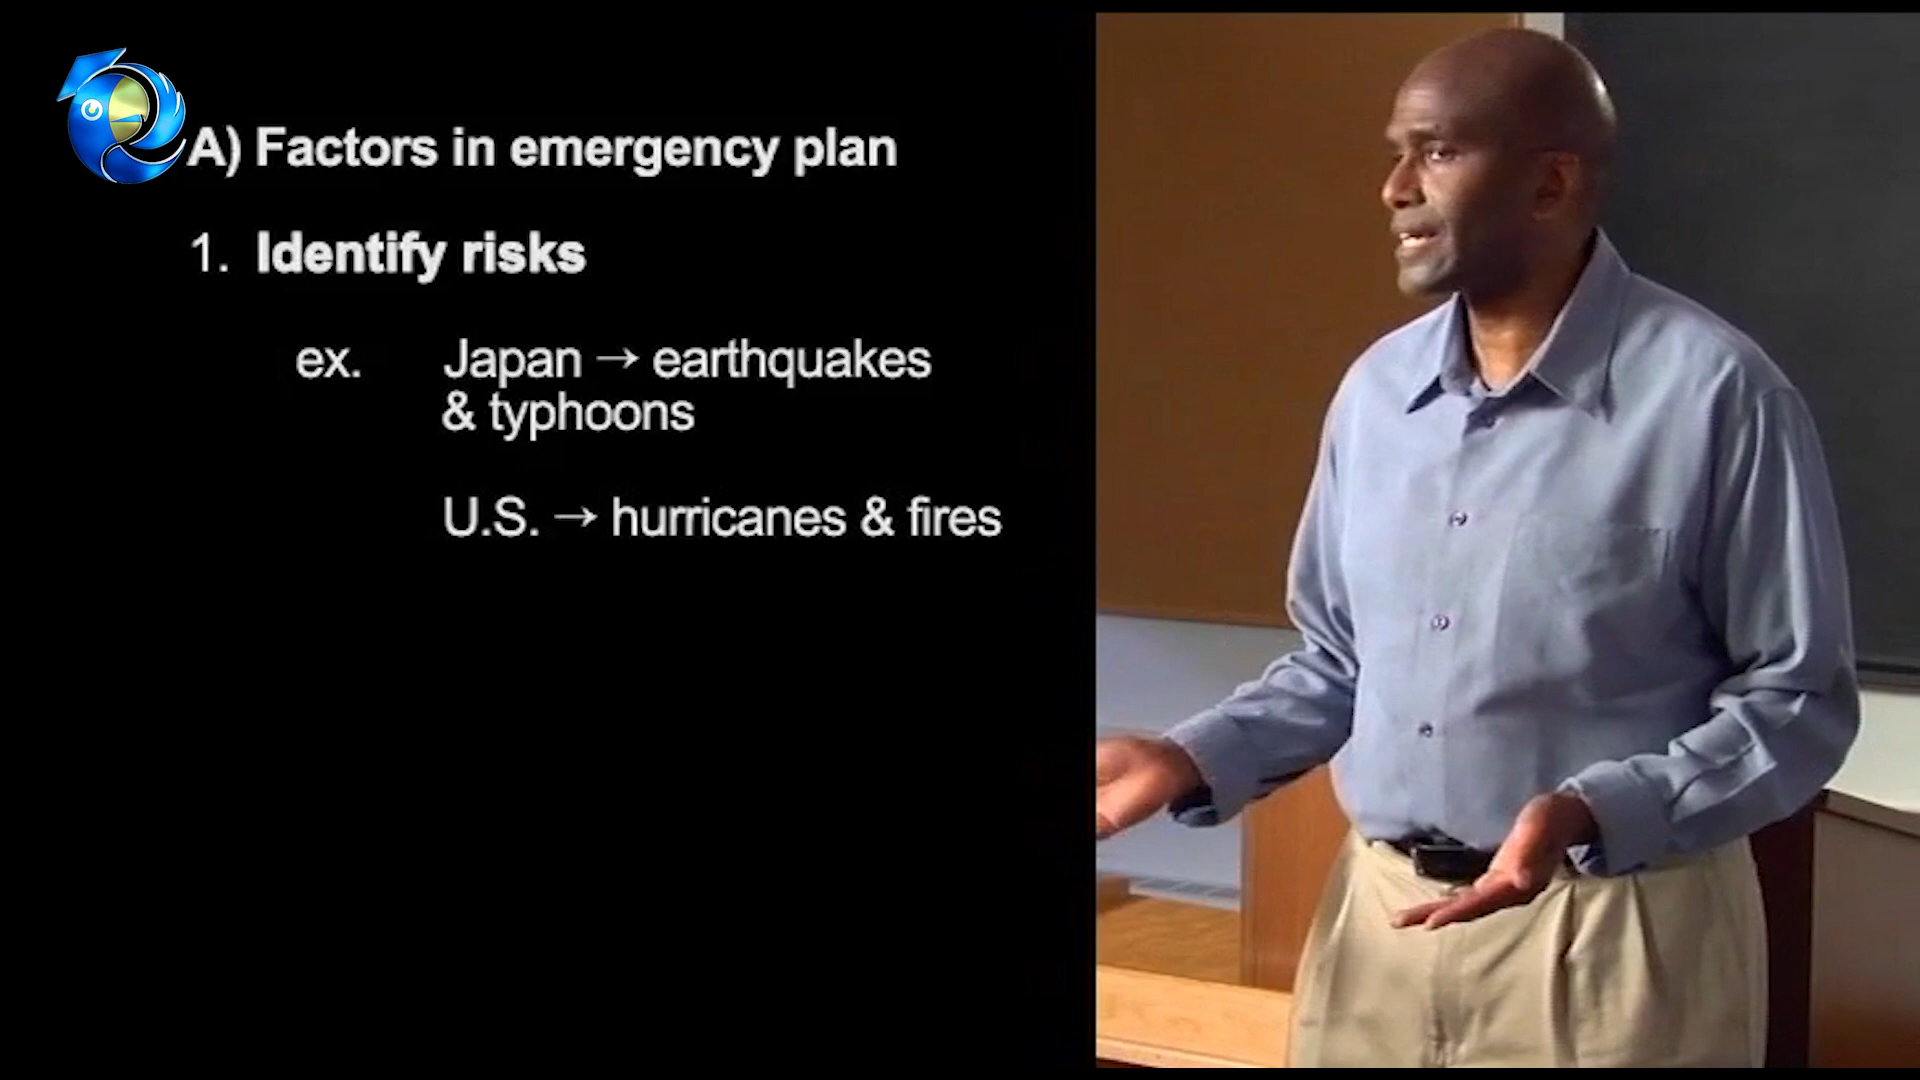 A) Factors in emergency plan
1. Identify risks
ex. Japan → earthquakes
& typhoons
U.S. → hurricanes & fires